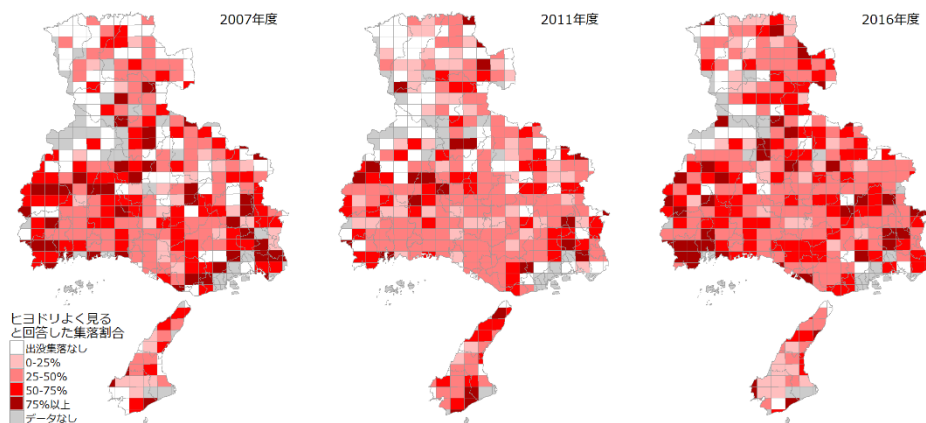 2007年度
2011年度
2016年度
ヒヨドリよく見る
と回答した集落割合
出没集落なし
0-25%
25-50%
50-75%
75%以上
データなし